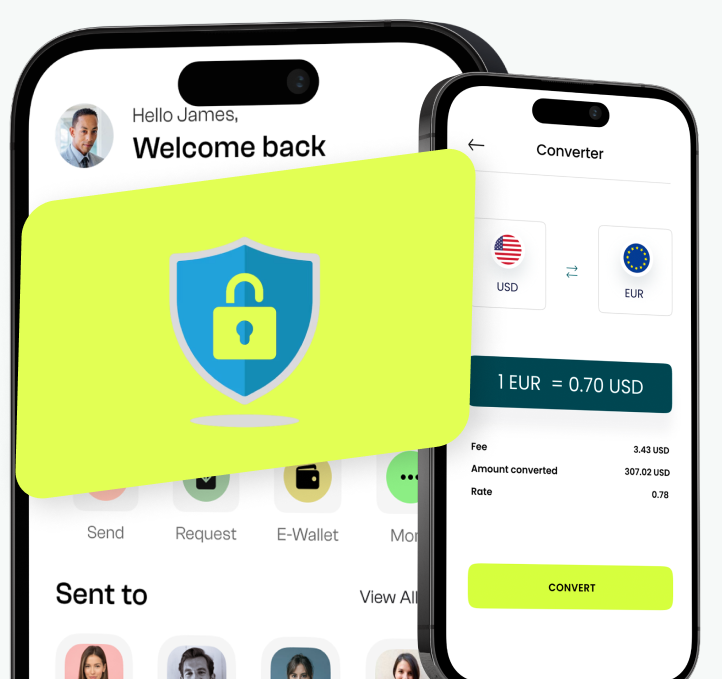 Hello James,
Welcome back
Send
Request
E-Wallet
Sent to
View All
Converter
USD
EUR
1 EUR = 0.70 USD
Fee
3.43 USD
Amount converted
307.02 USD
Rate
0.78
CONVERT